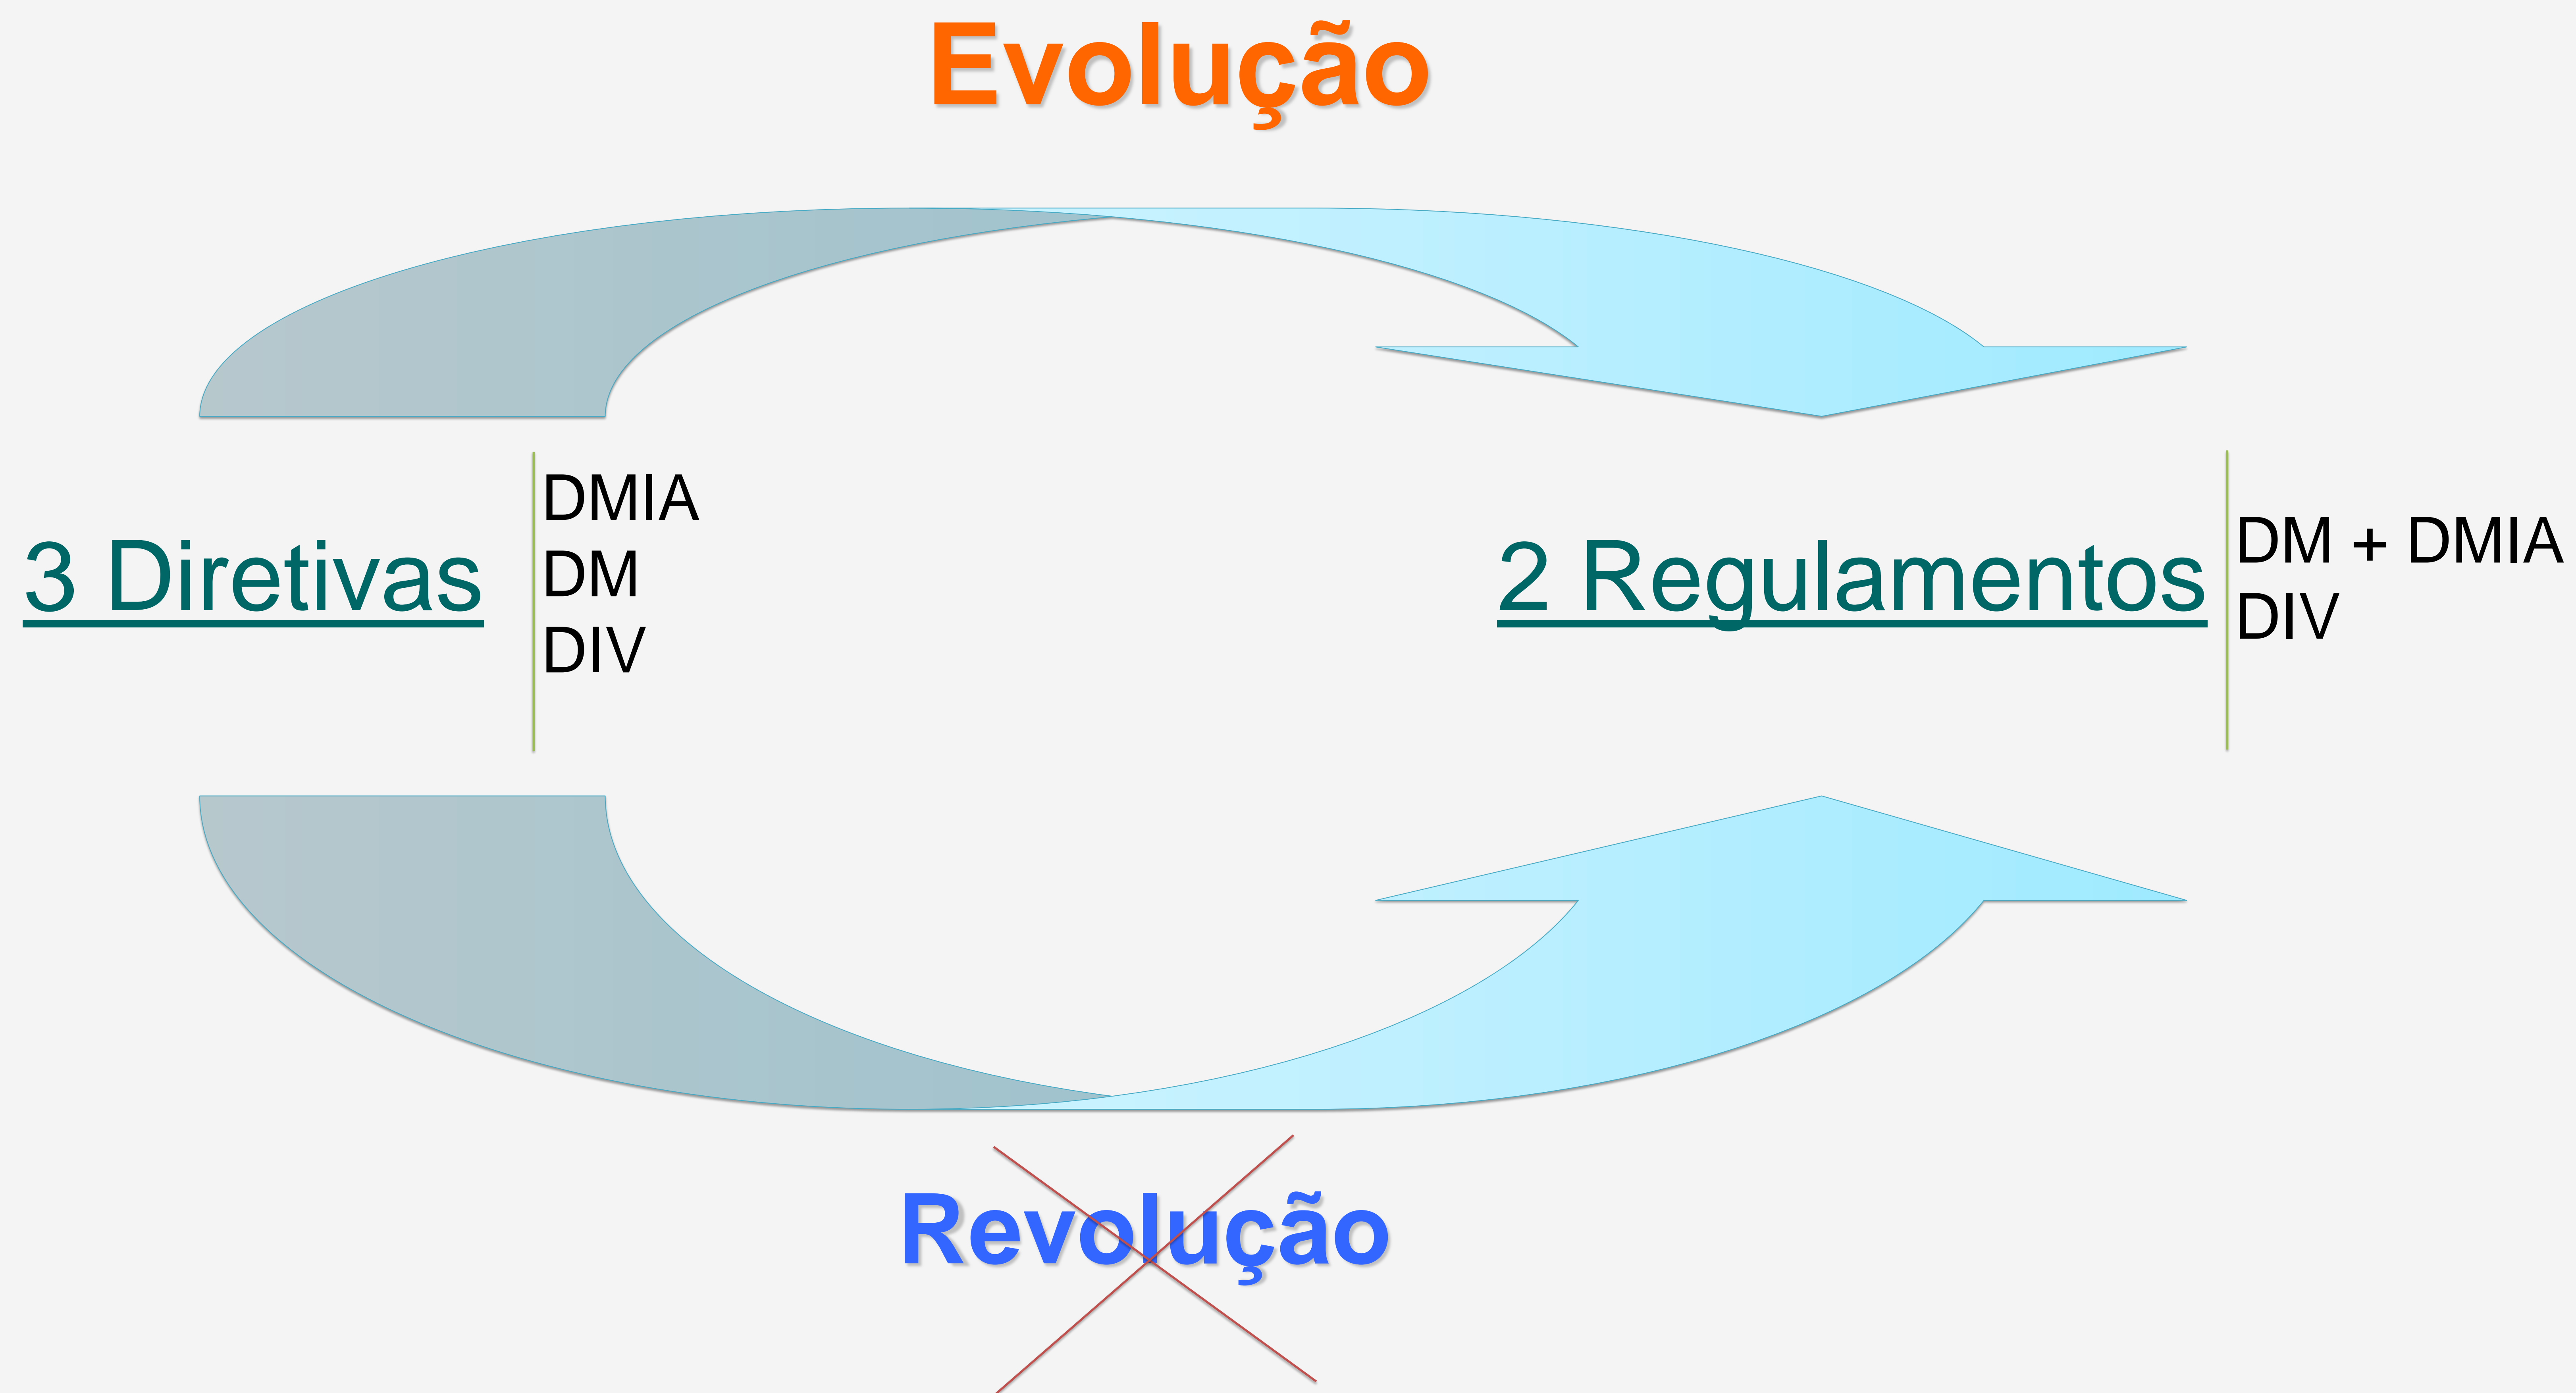 Evolução
3 Diretivas
DMIA
DM
DIV
2 Regulamentos
DM + DMIA
DIV
Revolução